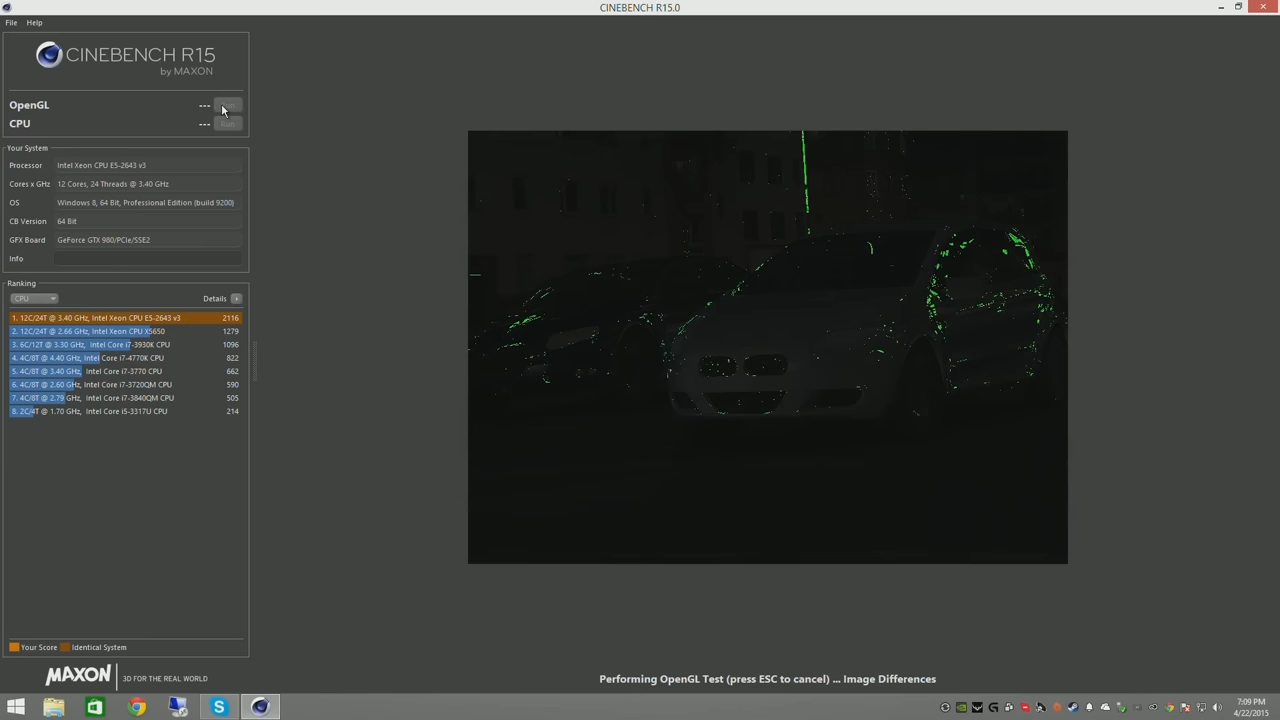 CINEBENCH R15.0
File Help
CINEBENCH R15
by MAXON
OpenGL --- Run
CPU --- Run
Your System
Processor Intel Xeon CPU E5-2643 v3
Cores x GHz 12 Cores, 24 Threads @ 3.40 GHz
OS Windows 8, 64 Bit, Professional Edition (build 9200)
CB Version 64 Bit
GFX Board GeForce GTX 980/PCIe/SSE2
Info
Ranking
CPU Details
1. 12C/24T @ 3.40 GHz, Intel Xeon CPU E5-2643 v3 2116
2. 12C/24T @ 2.66 GHz, Intel Xeon CPU X5650 1279
3. 6C/12T @ 3.30 GHz, Intel Core i7-3930K CPU 1096
4. 4C/8T @ 4.40 GHz, Intel Core i7-4770K CPU 822
5. 4C/8T @ 3.40 GHz, Intel Core i7-3770 CPU 662
6. 4C/8T @ 2.60 GHz, Intel Core i7-3720QM CPU 590
7. 4C/8T @ 2.79 GHz, Intel Core i7-3840QM CPU 505
8. 2C/4T @ 1.70 GHz, Intel Core i5-3317U CPU 214
Your Score Identical System
MAXON 3D FOR THE REAL WORLD
Performing OpenGL Test (press ESC to cancel) ... Image Differences
7:09 PM
4/22/2015